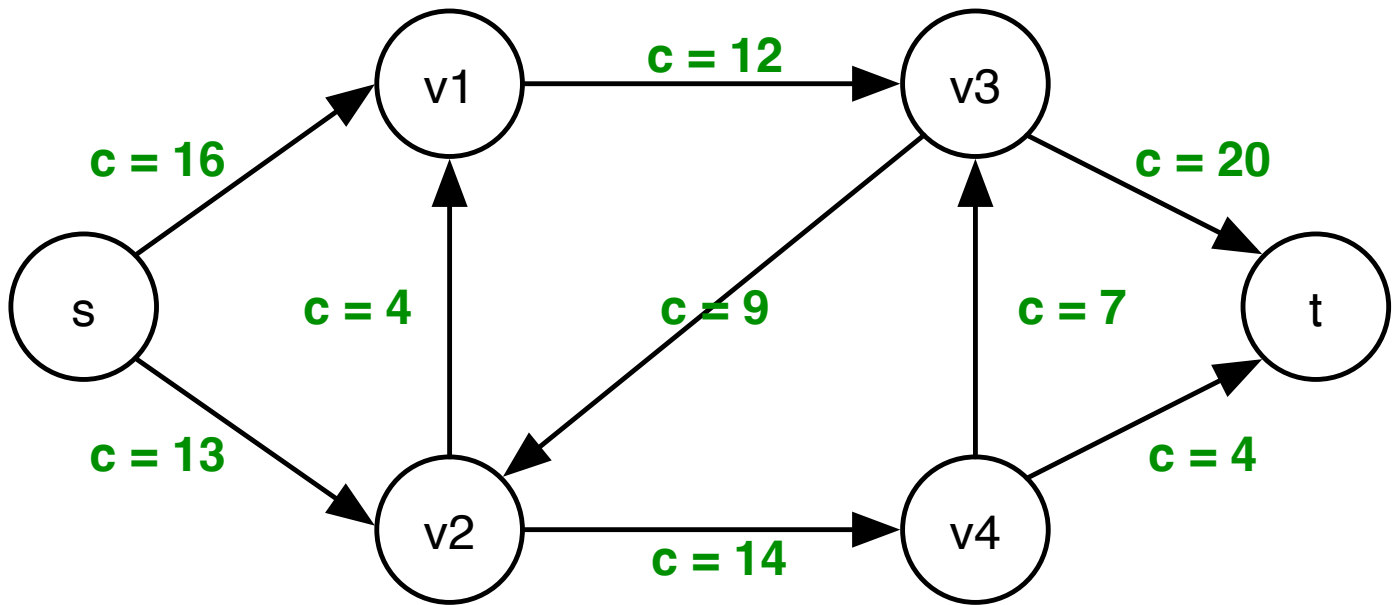 v1
c = 12
v3
c = 16
c = 20
s
c = 4
c = 9
c = 7
t
c = 13
c = 4
v2
c = 14
v4